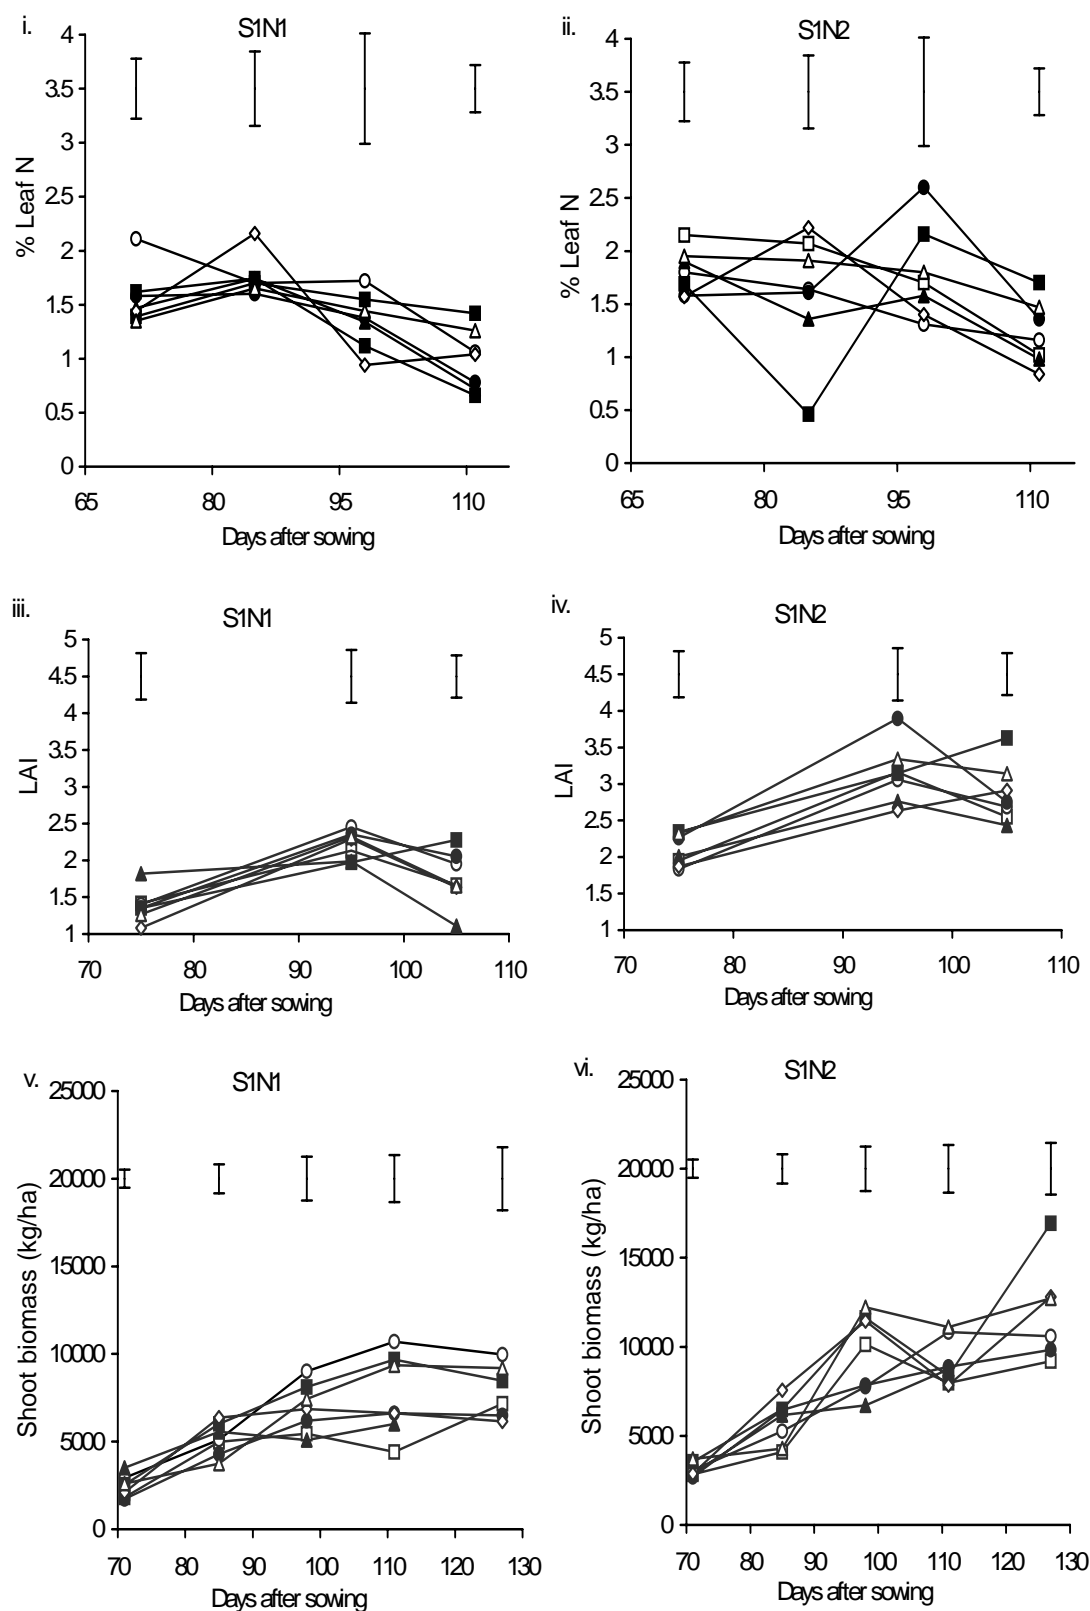 i. S1N1
4
3.5
3
2.5
2
1.5
1
0.5
0
% Leaf N
65 80 95 110
Days after sowing
ii. S1N2
4
3.5
3
2.5
2
1.5
1
0.5
0
% Leaf N
65 80 95 110
Days after sowing
iii. S1N1
5
4.5
4
3.5
3
2.5
2
1.5
1
LAI
70 80 90 100 110
Days after sowing
iv. S1N2
5
4.5
4
3.5
3
2.5
2
1.5
1
LAI
70 80 90 100 110
Days after sowing
v. S1N1
25000
20000
15000
10000
5000
0
Shoot biomass (kg/ha)
70 80 90 100 110 120 130
Days after sowing
vi. S1N2
25000
20000
15000
10000
5000
0
Shoot biomass (kg/ha)
70 80 90 100 110 120 130
Days after sowing